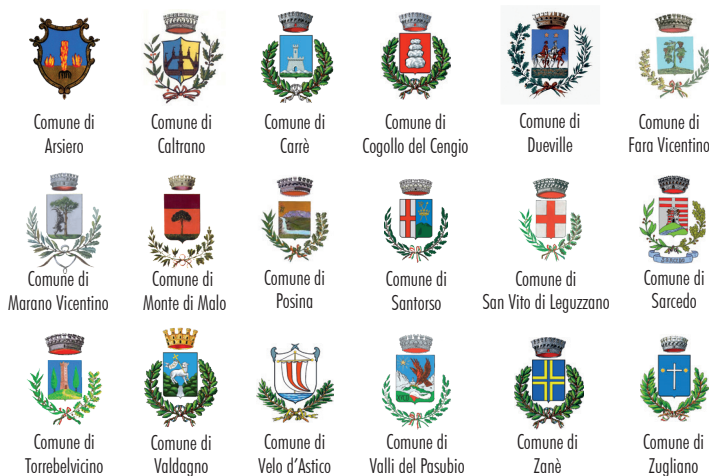 Comune di
Arsiero
Comune di
Caltrano
Comune di
Carrè
Comune di
Cogollo del Cengio
Comune di
Dueville
Comune di
Fara Vicentino
Comune di
Marano Vicentino
Comune di
Monte di Malo
Comune di
Posina
Comune di
Santorso
Comune di
San Vito di Leguzzano
SARCEDO
Comune di
Sarcedo
Comune di
Torrebelvicino
Comune di
Valdagno
Comune di
Velo d'Astico
Comune di
Valli del Pasubio
Comune di
Zanè
Comune di
Zugliano